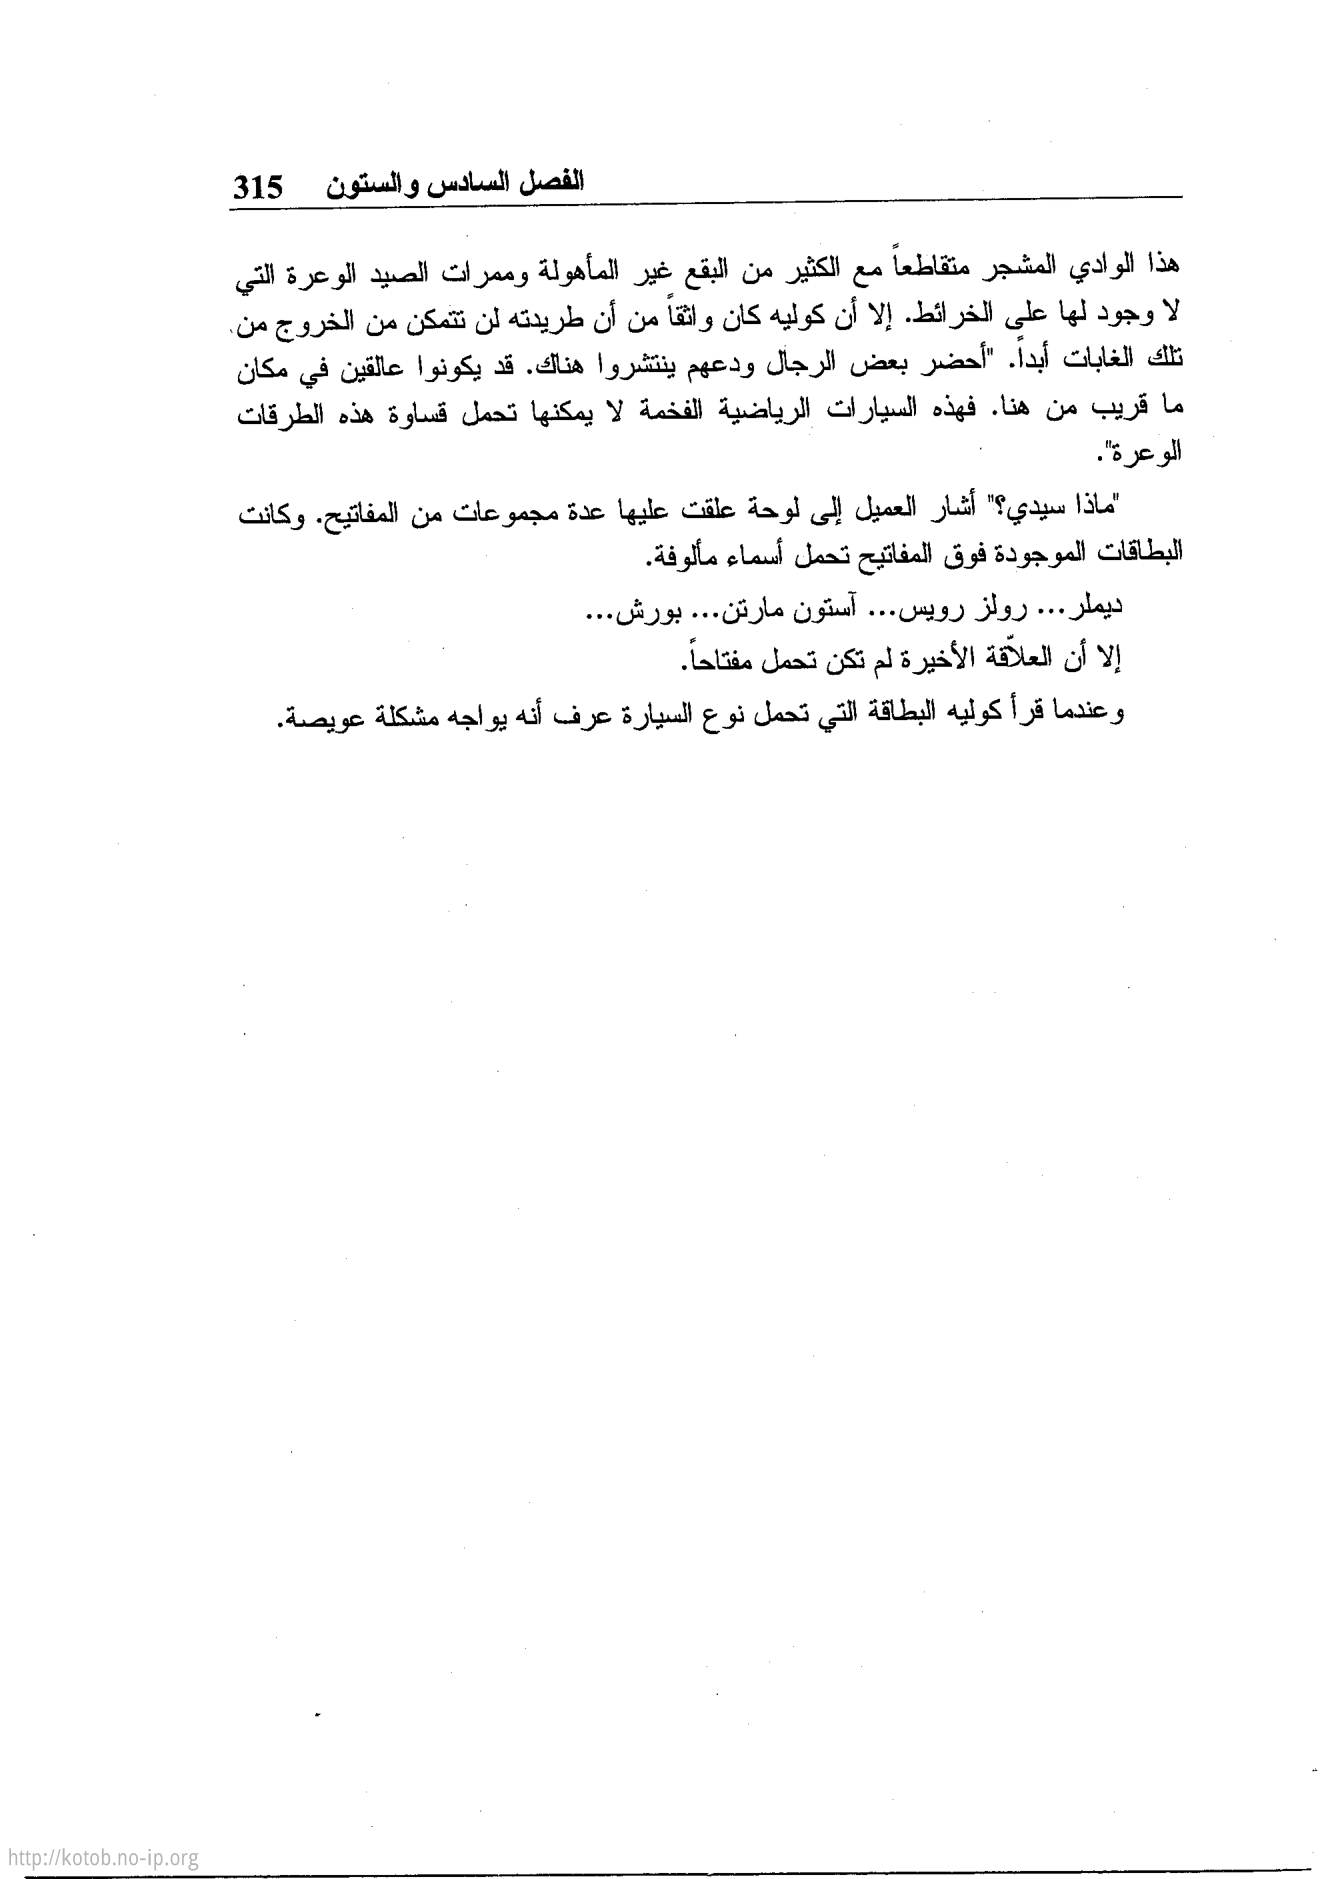 الفصل السادس والستون 315
هذا الوادي المشجر متقاطعاً مع الكثير من البقع غير المأهولة وممرات الصيد الوعرة التي
لا وجود لها على الخرائط. إلا أن كوليه كان واثقاً من أن طريدته لن تتمكن من الخروج من
تلك الغابات أبداً. "أحضر بعض الرجال ودعهم ينتشروا هناك. قد يكونوا عالقين في مكان
ما قريب من هنا. فهذه السيارات الرياضية الفخمة لا يمكنها تحمل قساوة هذه الطرقات
الوعرة".
"ماذا سيدي؟" أشار العميل إلى لوحة علقت عليها عدة مجموعات من المفاتيح. وكانت
البطاقات الموجودة فوق المفاتيح تحمل أسماء مألوفة.
ديملر... رولز رويس... آستون مارتن... بورش...
إلا أن العلاّقة الأخيرة لم تكن تحمل مفتاحاً.
وعندما قرأ كوليه البطاقة التي تحمل نوع السيارة عرف أنه يواجه مشكلة عويصة.
http://kotob.no-ip.org